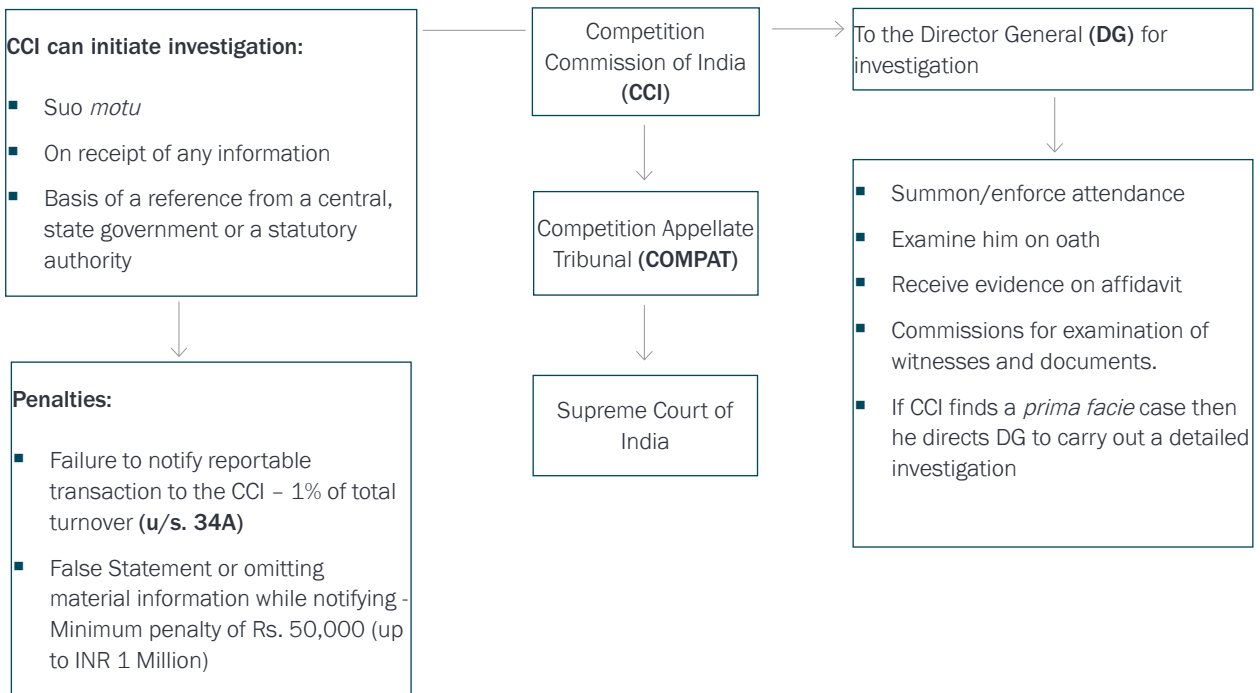 CCI can initiate investigation:
▪ Suo motu
▪ On receipt of any information
▪ Basis of a reference from a central,
state government or a statutory
authority
Penalties:
▪ Failure to notify reportable
transaction to the CCI – 1% of total
turnover (u/s. 34A)
▪ False Statement or omitting
material information while notifying -
Minimum penalty of Rs. 50,000 (up
to INR 1 Million)
Competition
Commission of India
(CCI)
Competition Appellate
Tribunal (COMPAT)
Supreme Court of
India
To the Director General (DG) for
investigation
▪ Summon/enforce attendance
▪ Examine him on oath
▪ Receive evidence on affidavit
▪ Commissions for examination of
witnesses and documents.
▪ If CCI finds a prima facie case then
he directs DG to carry out a detailed
investigation